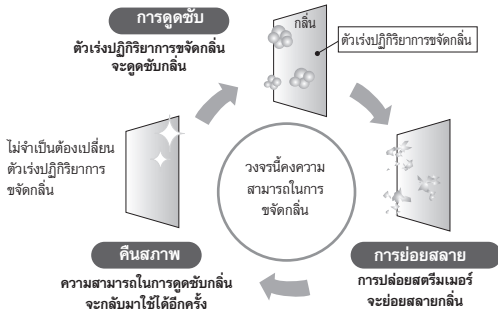 การดูดซับ
ตัวเร่งปฏิกิริยาการขจัดกลิ่น
จะดูดซับกลิ่น
กลิ่น
ตัวเร่งปฏิกิริยาการขจัดกลิ่น
ไม่จำเป็นต้องเปลี่ยน
ตัวเร่งปฏิกิริยาการ
ขจัดกลิ่น
วงจรนี้คงความ
สามารถในการ
ขจัดกลิ่น
คืนสภาพ
ความสามารถในการดูดซับกลิ่น
จะกลับมาใช้ได้อีกครั้ง
การย่อยสลาย
การปล่อยสตรีมเมอร์
จะย่อยสลายกลิ่น